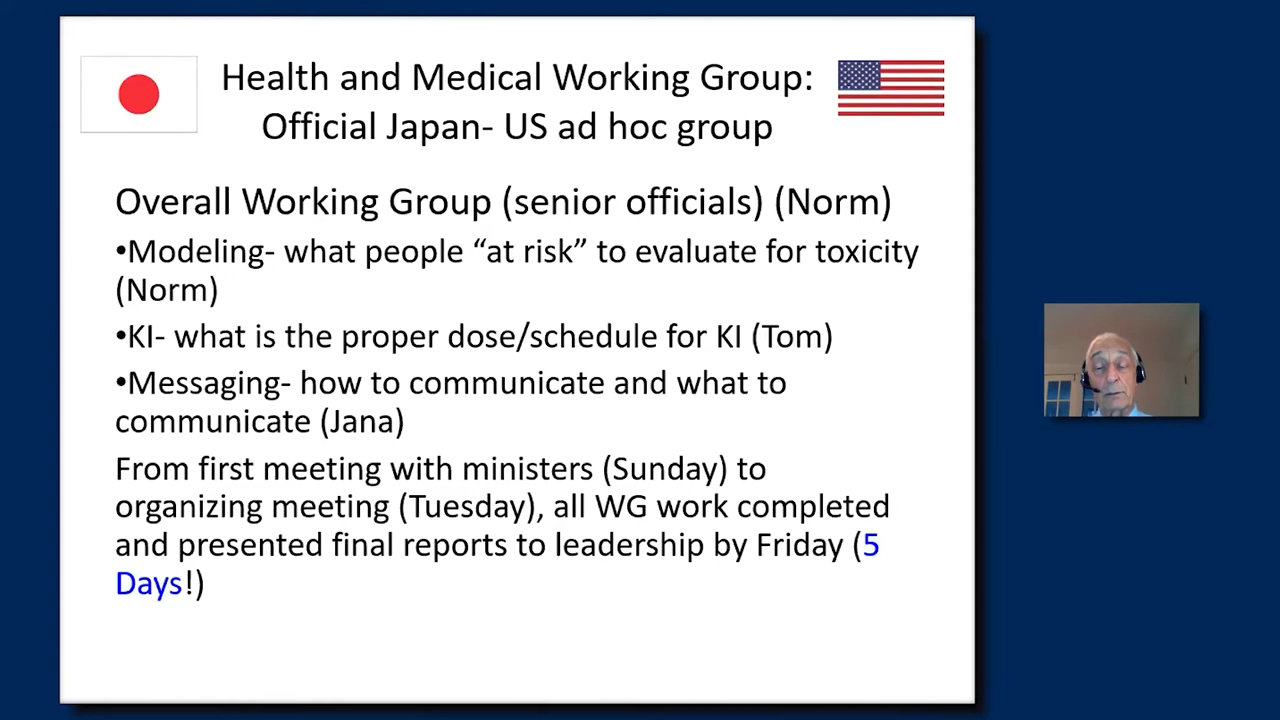 Health and Medical Working Group:
Official Japan- US ad hoc group
Overall Working Group (senior officials) (Norm)
•Modeling- what people “at risk” to evaluate for toxicity
(Norm)
•KI- what is the proper dose/schedule for KI (Tom)
•Messaging- how to communicate and what to
communicate (Jana)
From first meeting with ministers (Sunday) to
organizing meeting (Tuesday), all WG work completed
and presented final reports to leadership by Friday (5
Days!)